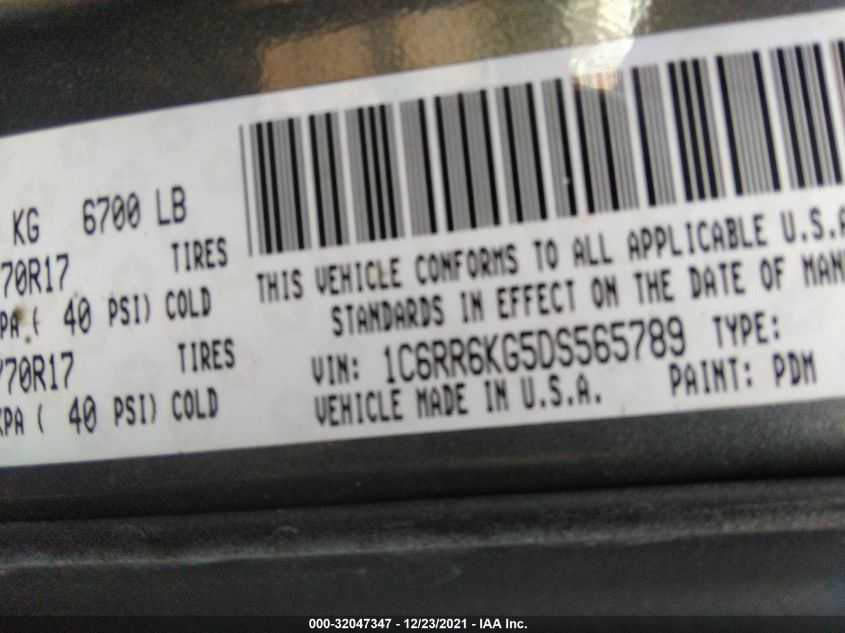 KG 6700 LB
70R17 TIRES
KPA ( 40 PSI) COLD
70R17 TIRES
KPA ( 40 PSI) COLD
THIS VEHICLE CONFORMS TO ALL APPLICABLE U.S.A
STANDARDS IN EFFECT ON THE DATE OF MAN
VIN: 1C6RR6KG5DS565789 TYPE:
VEHICLE MADE IN U.S.A. PAINT: PDM
000-32047347 - 12/23/2021 - IAA Inc.